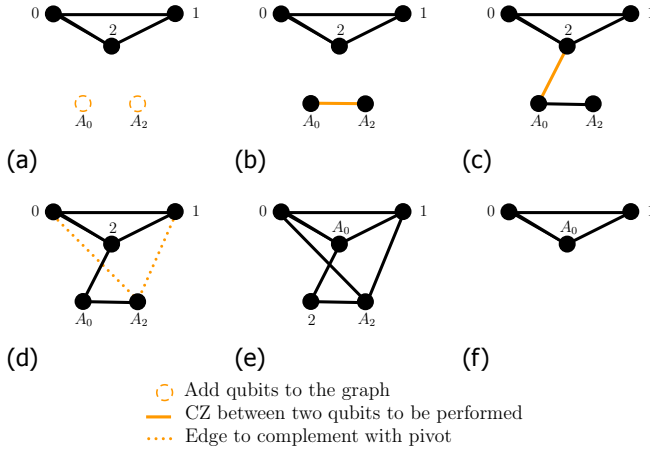 0 1 0 1 0 1
2 2 2
A₀ A₂ A₀ A₂ A₀ A₂
(a) (b) (c)
0 1 0 1 0 1
2 A₀ A₀
A₀ A₂ 2 A₂
(d) (e) (f)
Add qubits to the graph
CZ between two qubits to be performed
Edge to complement with pivot